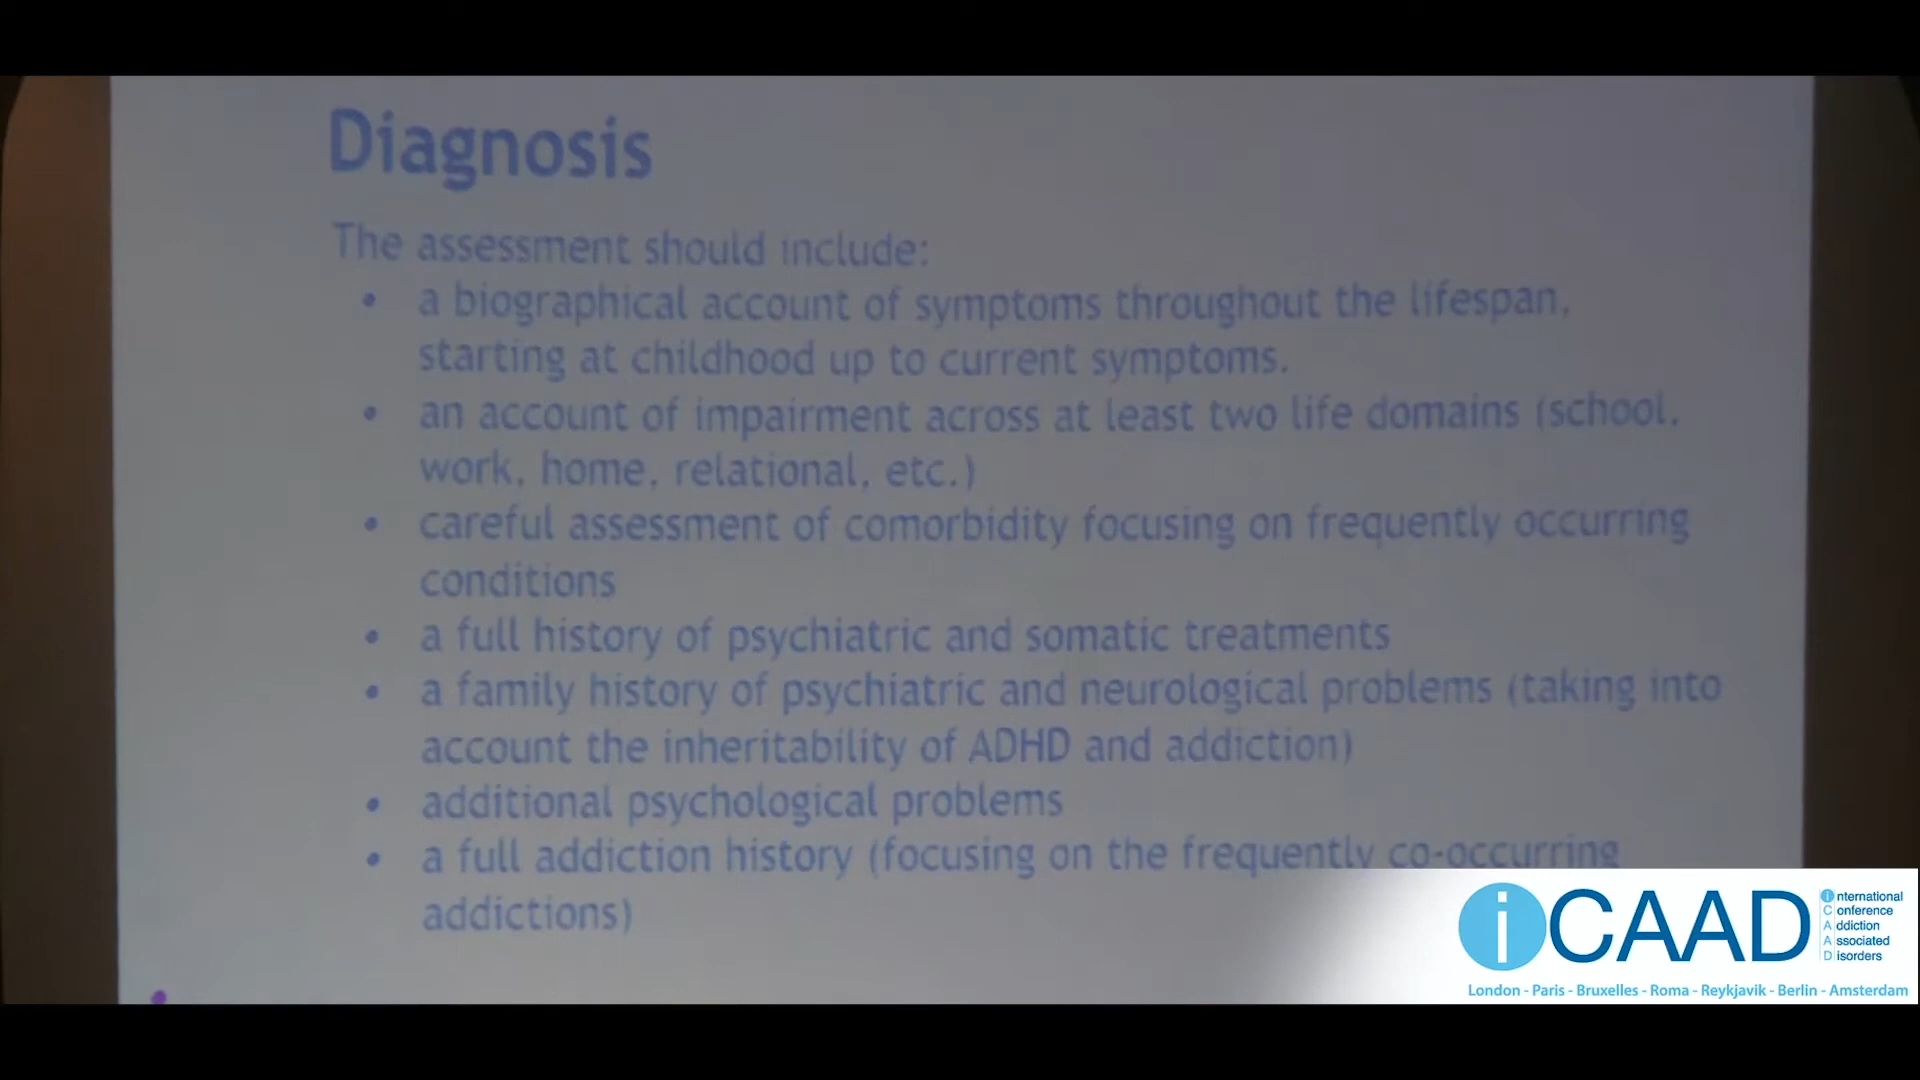 Diagnosis
The assessment should include:
• a biographical account of symptoms throughout the lifespan,
starting at childhood up to current symptoms.
• an account of impairment across at least two life domains (school,
work, home, relational, etc.)
• careful assessment of comorbidity focusing on frequently occurring
conditions
• a full history of psychiatric and somatic treatments
• a family history of psychiatric and neurological problems (taking into
account the inheritability of ADHD and addiction)
• additional psychological problems
• a full addiction history (focusing on the frequently co-occurring
addictions)
iCAAD
international
Conference
Addiction
Associated
Disorders
London - Paris - Bruxelles - Roma - Reykjavik - Berlin - Amsterdam